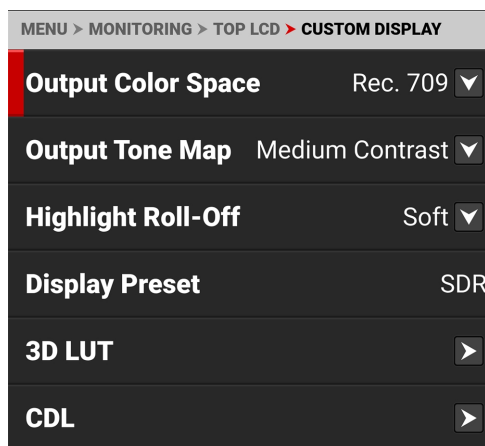 MENU > MONITORING > TOP LCD > CUSTOM DISPLAY
Output Color Space Rec. 709
Output Tone Map Medium Contrast
Highlight Roll-Off Soft
Display Preset SDR
3D LUT
CDL